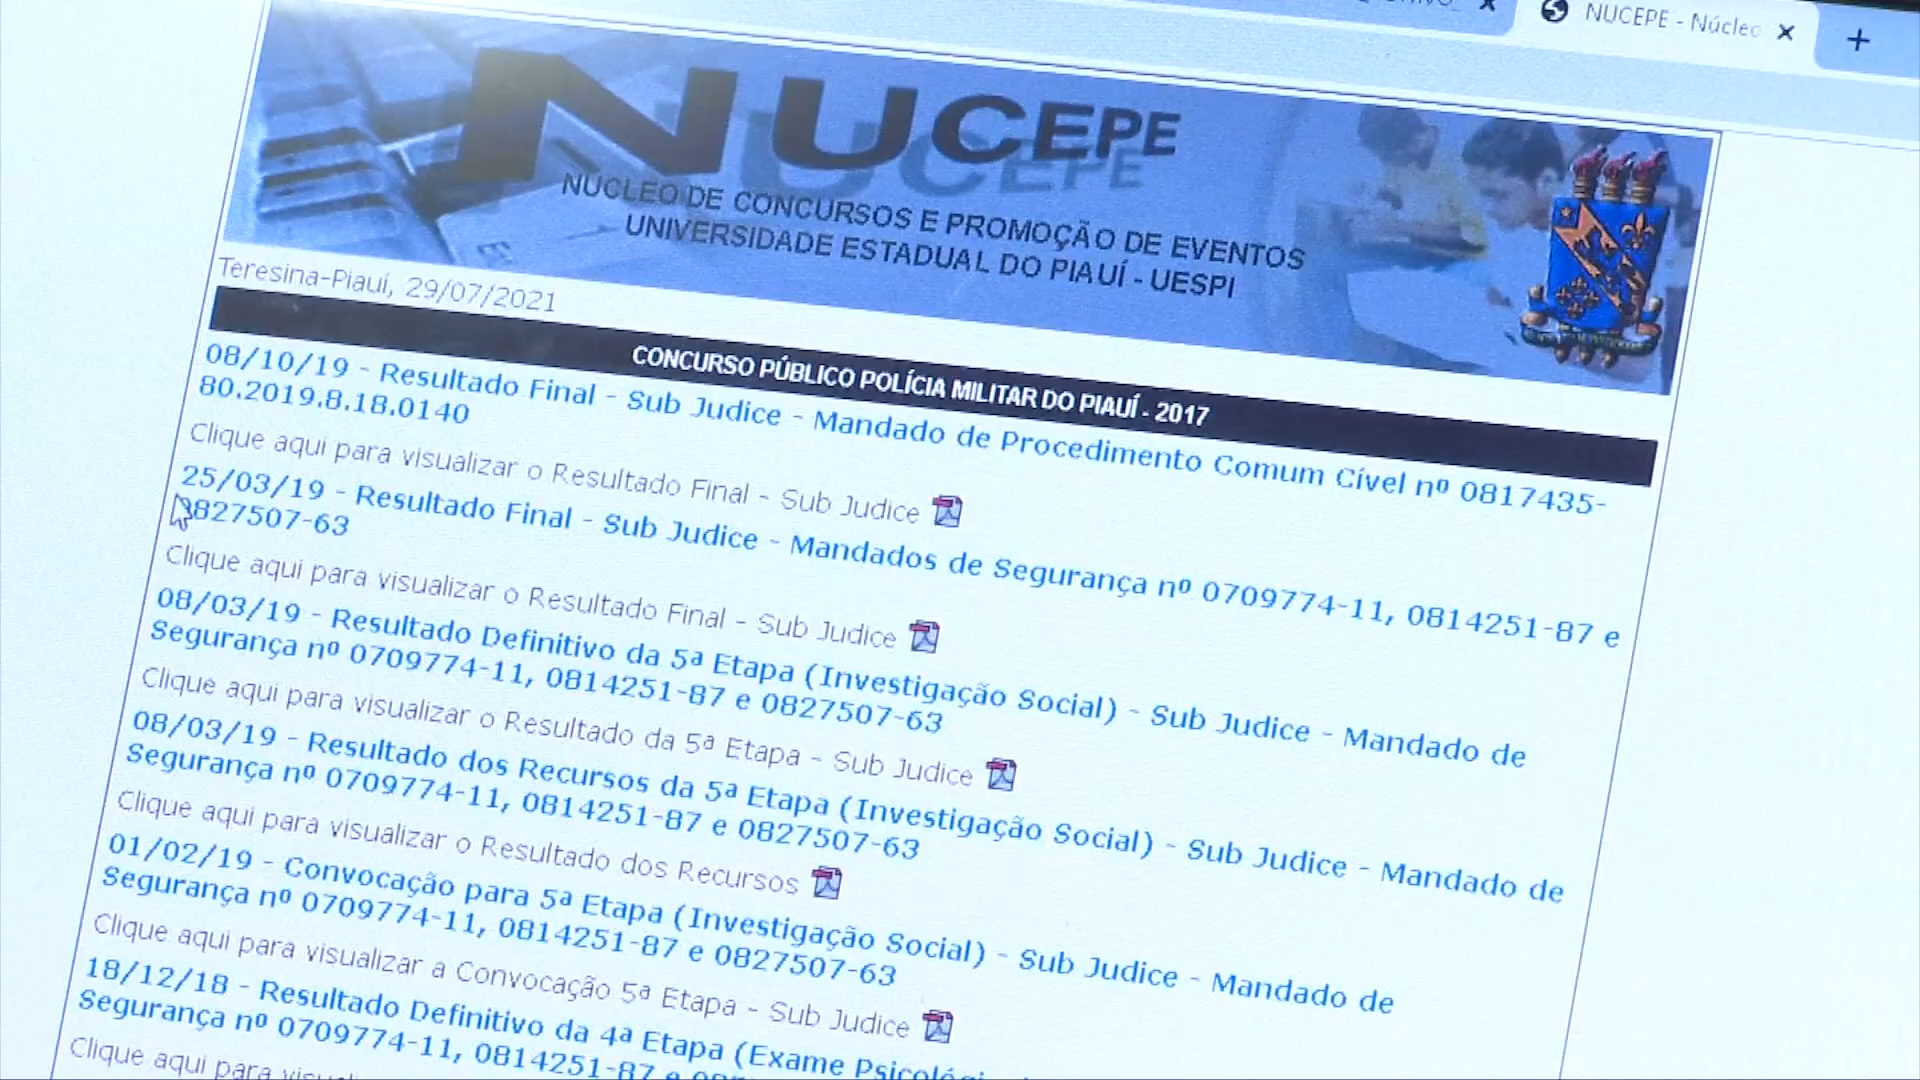 NUCEPE - Núcleo
NUCEPE
NÚCLEO DE CONCURSOS E PROMOÇÃO DE EVENTOS
UNIVERSIDADE ESTADUAL DO PIAUÍ - UESPI
Teresina-Piauí, 29/07/2021
CONCURSO PÚBLICO POLÍCIA MILITAR DO PIAUÍ - 2017
08/10/19 - Resultado Final - Sub Judice - Mandado de Procedimento Comum Cível nº 0817435-
80.2019.8.18.0140
Clique aqui para visualizar o Resultado Final - Sub Judice
25/03/19 - Resultado Final - Sub Judice - Mandados de Segurança nº 0709774-11, 0814251-87 e
0827507-63
Clique aqui para visualizar o Resultado Final - Sub Judice
08/03/19 - Resultado Definitivo da 5ª Etapa (Investigação Social) - Sub Judice - Mandado de
Segurança nº 0709774-11, 0814251-87 e 0827507-63
Clique aqui para visualizar o Resultado da 5ª Etapa - Sub Judice
08/03/19 - Resultado dos Recursos da 5ª Etapa (Investigação Social) - Sub Judice - Mandado de
Segurança nº 0709774-11, 0814251-87 e 0827507-63
Clique aqui para visualizar o Resultado dos Recursos
01/02/19 - Convocação para 5ª Etapa (Investigação Social) - Sub Judice - Mandado de
Segurança nº 0709774-11, 0814251-87 e 0827507-63
Clique aqui para visualizar a Convocação 5ª Etapa - Sub Judice
18/12/18 - Resultado Definitivo da 4ª Etapa (Exame
Segurança nº 0709774-11, 0814251-87 e
Clique aqui para